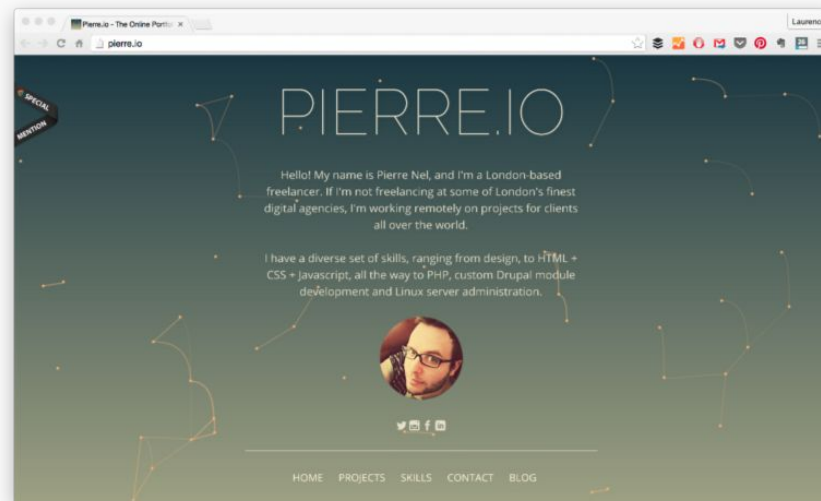 Pierre.io - The Online Portfo
Laurenc
pierre.io
SPECIAL
MENTION
PIERRE.IO
Hello! My name is Pierre Nel, and I'm a London-based
freelancer. If I'm not freelancing at some of London's finest
digital agencies, I'm working remotely on projects for clients
all over the world.
I have a diverse set of skills, ranging from design, to HTML +
CSS + Javascript, all the way to PHP, custom Drupal module
development and Linux server administration.
HOME PROJECTS SKILLS CONTACT BLOG